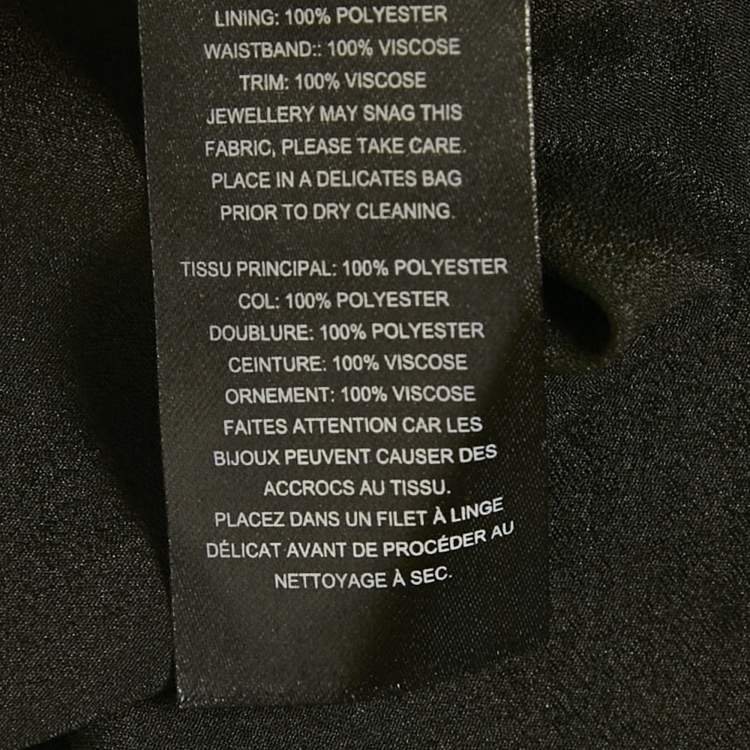 LINING: 100% POLYESTER
WAISTBAND:: 100% VISCOSE
TRIM: 100% VISCOSE
JEWELLERY MAY SNAG THIS
FABRIC, PLEASE TAKE CARE.
PLACE IN A DELICATES BAG
PRIOR TO DRY CLEANING.
TISSU PRINCIPAL: 100% POLYESTER
COL: 100% POLYESTER
DOUBLURE: 100% POLYESTER
CEINTURE: 100% VISCOSE
ORNEMENT: 100% VISCOSE
FAITES ATTENTION CAR LES
BIJOUX PEUVENT CAUSER DES
ACCROCS AU TISSU.
PLACEZ DANS UN FILET À LINGE
DÉLICAT AVANT DE PROCÉDER AU
NETTOYAGE À SEC.